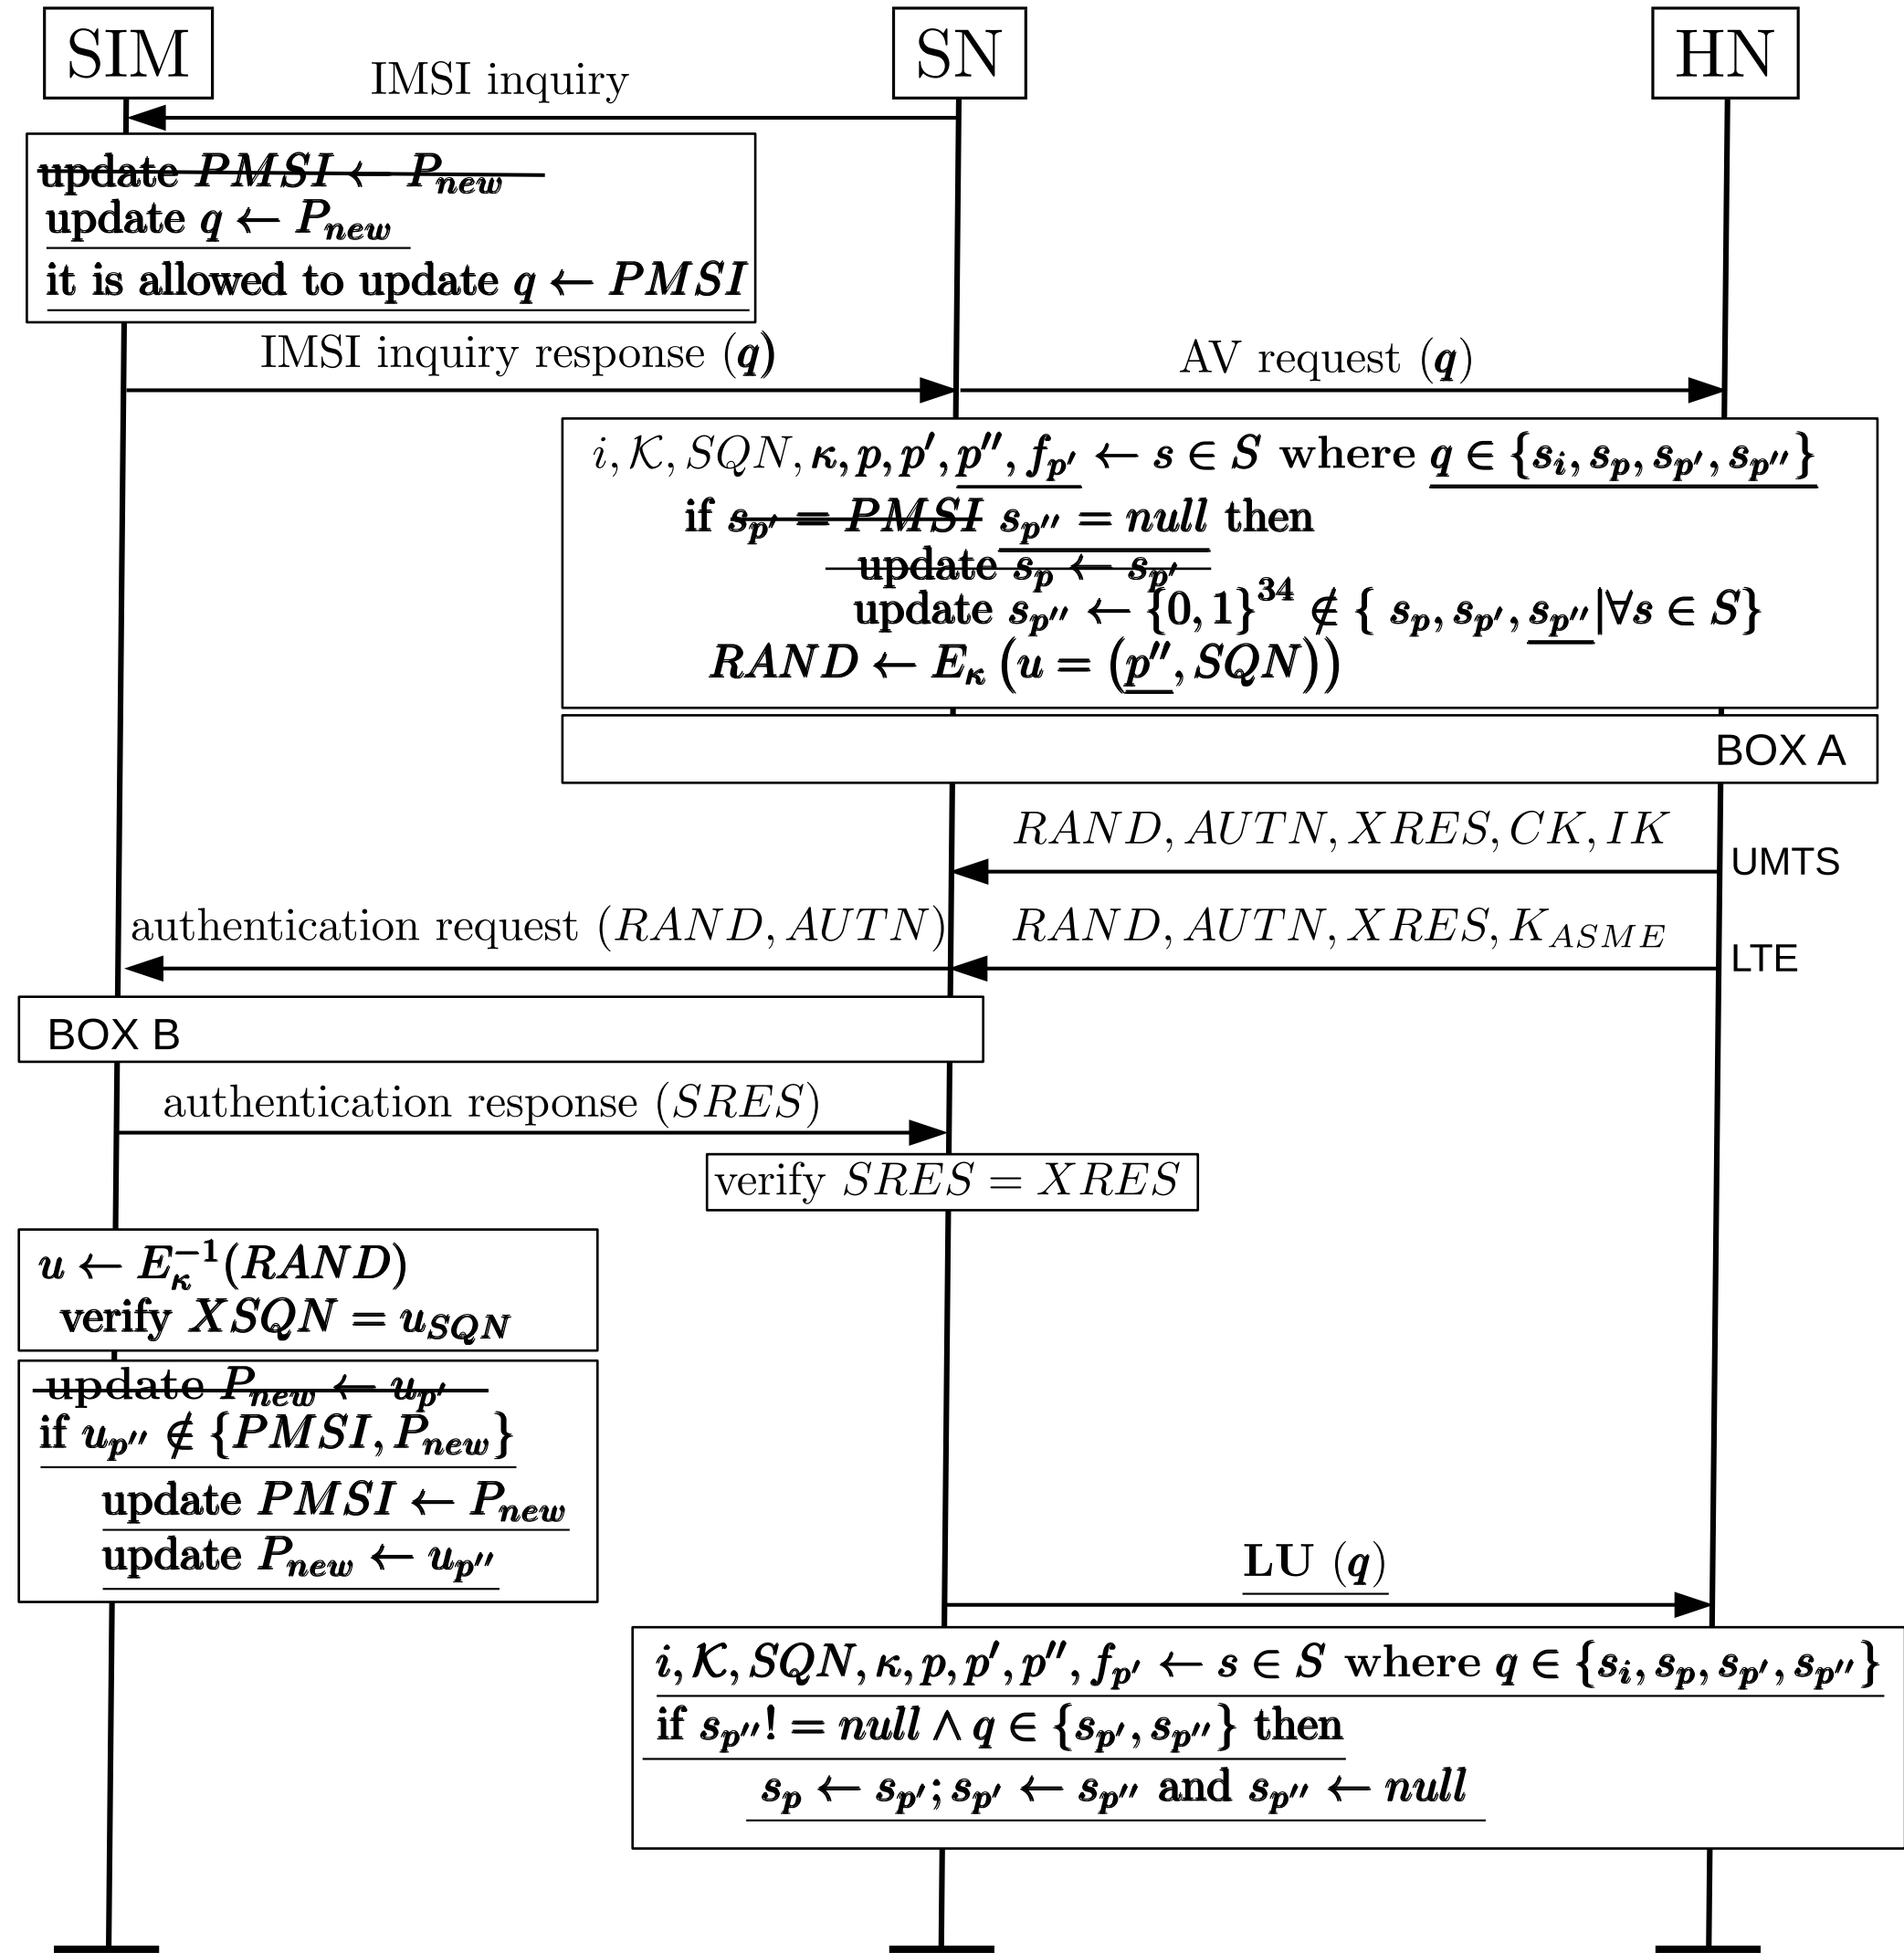 SIM
SN
HN
IMSI inquiry
update PMSI ← P_new
update q ← P_new
it is allowed to update q ← PMSI
IMSI inquiry response (q)
AV request (q)
i, 𝒦, SQN, κ, p, p′, p″, f_p′ ← s ∈ S where q ∈ {s_i, s_p, s_p′, s_p″}
if s_p′ = PMSI s_p″ = null then
update s_p ← s_p′
update s_p″ ← {0, 1}^34 ∉ { s_p, s_p′, s_p″|∀s ∈ S}
RAND ← E_κ (u = (p″, SQN))
BOX A
RAND, AUTN, XRES, CK, IK
UMTS
authentication request (RAND, AUTN)
RAND, AUTN, XRES, K_ASME
LTE
BOX B
authentication response (SRES)
verify SRES = XRES
u ← E_κ^−1(RAND)
verify XSQN = u_SQN
update P_new ← u_p′
if u_p″ ∉ {PMSI, P_new}
update PMSI ← P_new
update P_new ← u_p″
LU (q)
i, 𝒦, SQN, κ, p, p′, p″, f_p′ ← s ∈ S where q ∈ {s_i, s_p, s_p′, s_p″}
if s_p″! = null ∧ q ∈ {s_p′, s_p″} then
s_p ← s_p′; s_p′ ← s_p″ and s_p″ ← null